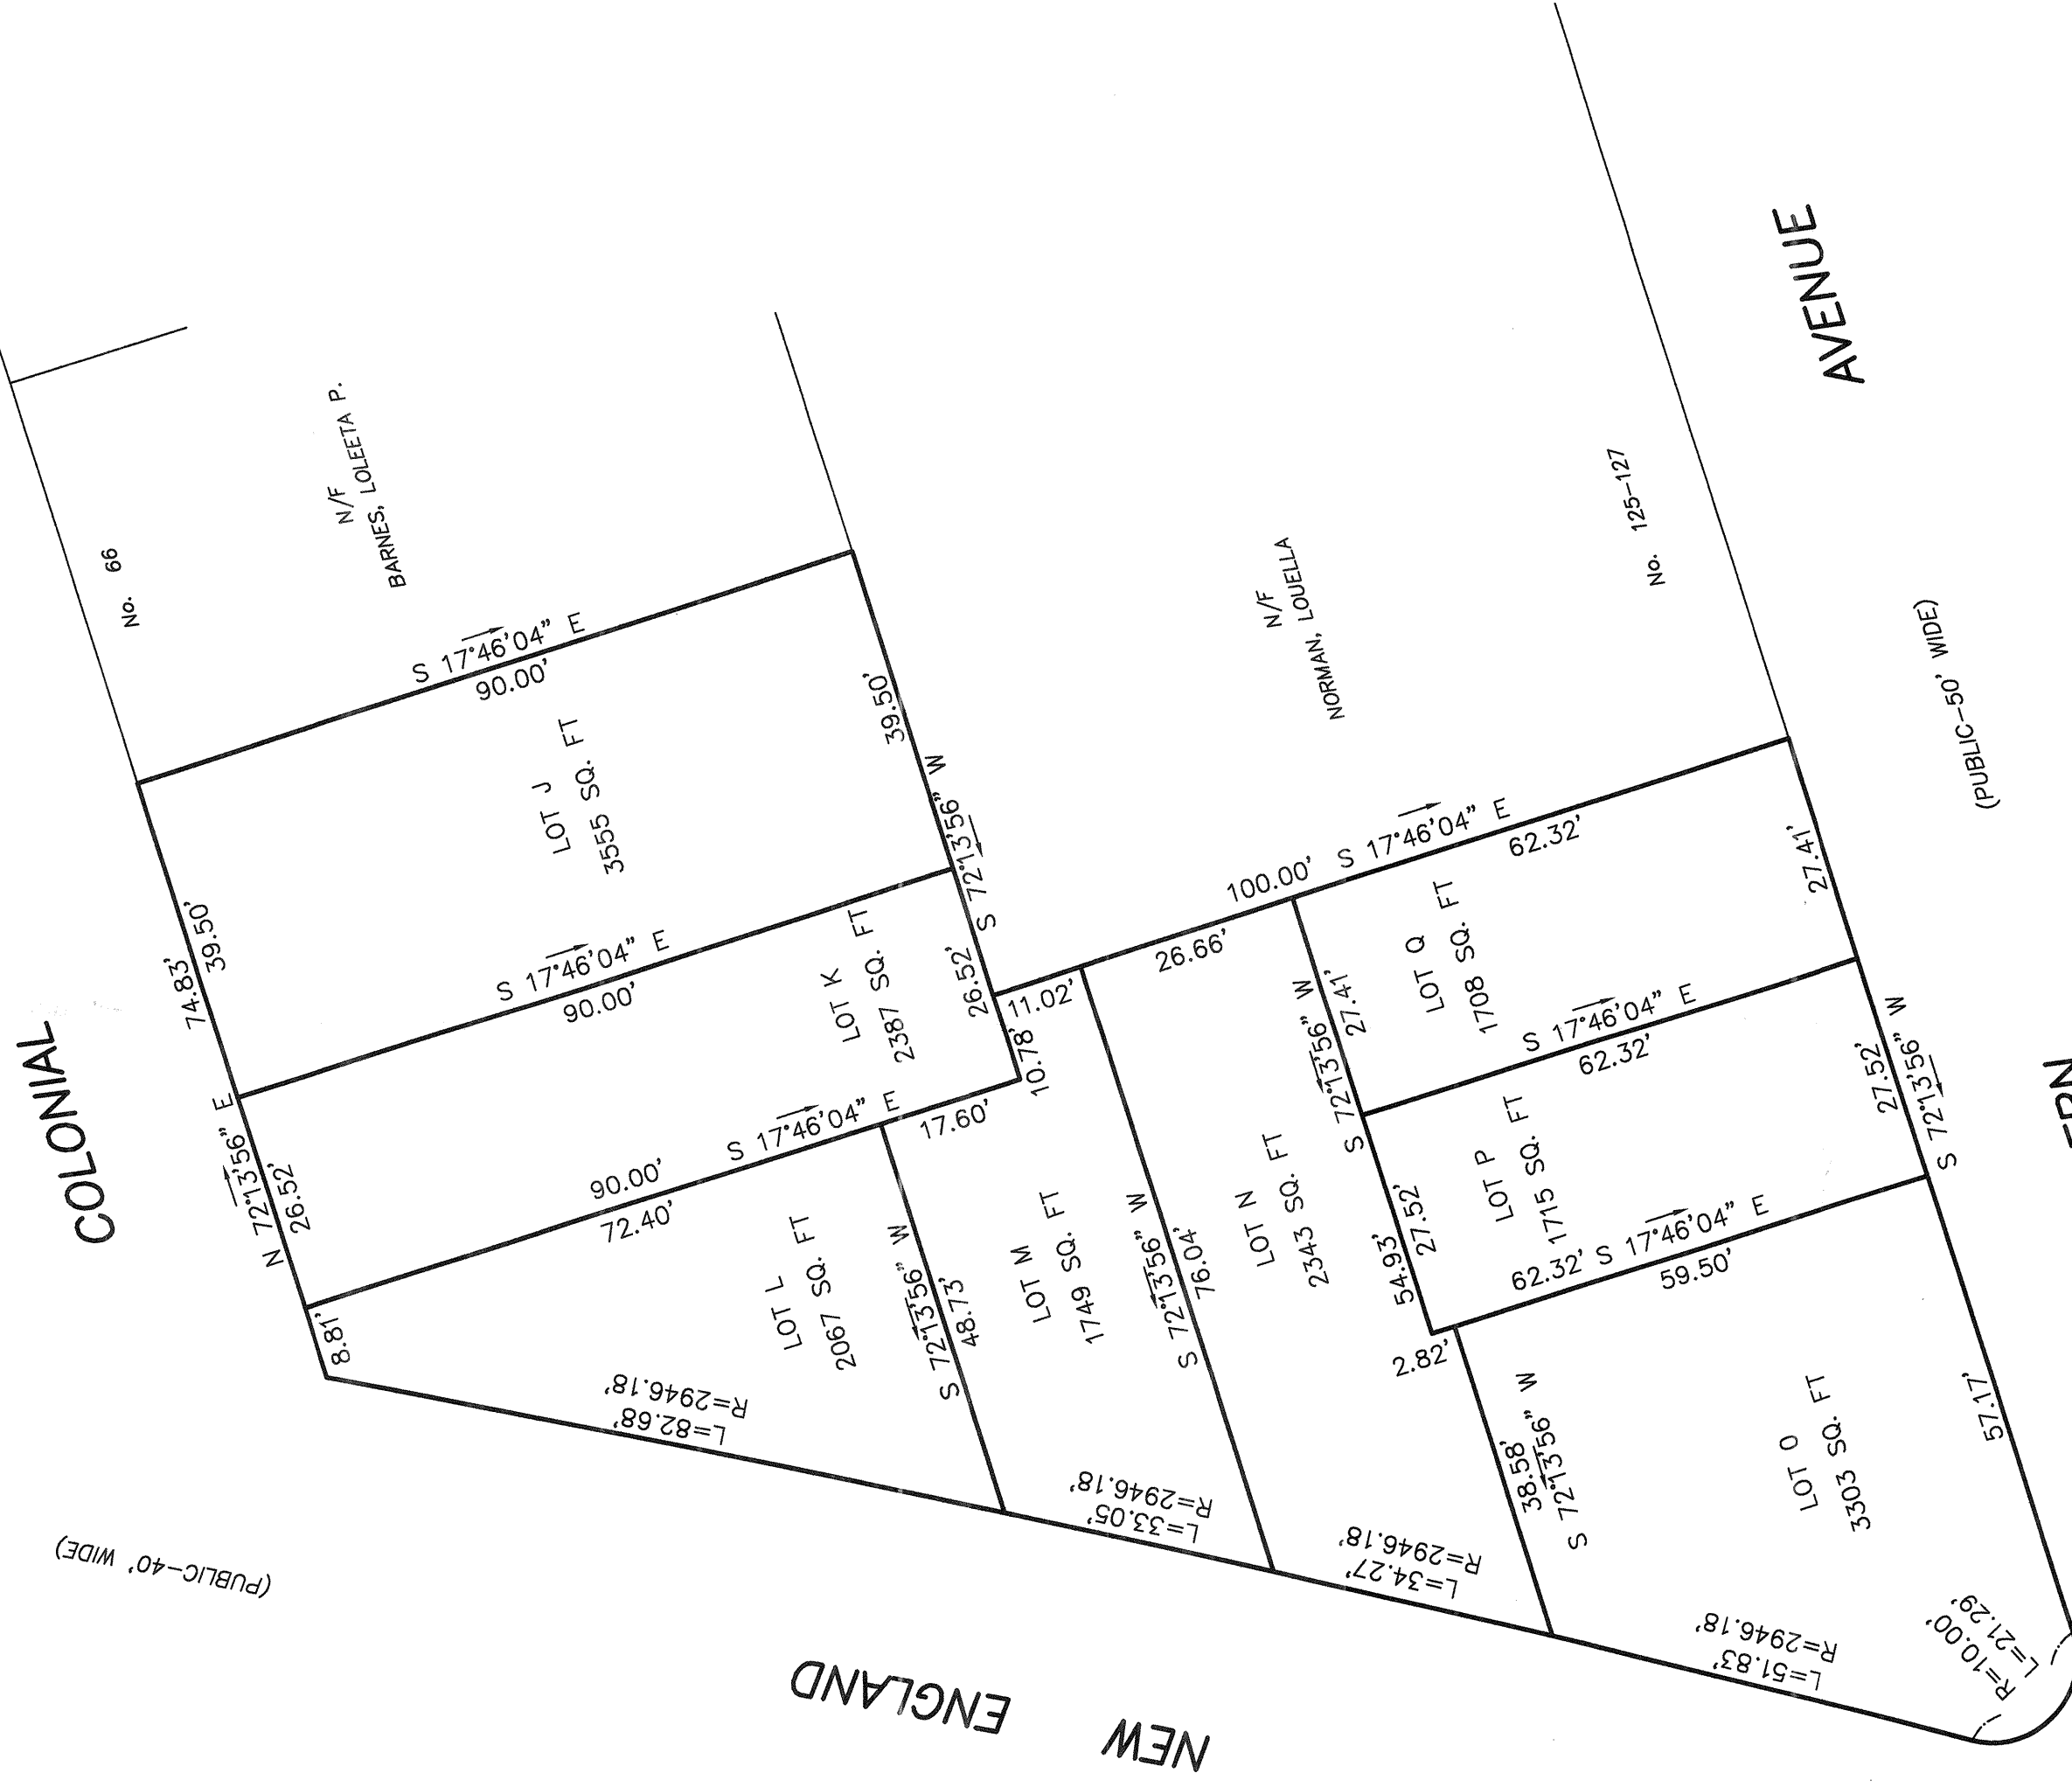 COLONIAL
No. 66
N/F
BARNES, LOLEETA P.
S 17°46'04" E
90.00'
LOT J
3555 SQ. FT
39.50'
74.83'
39.50'
S 72°13'56" W
N 72°13'56" E
26.52'
S 17°46'04" E
90.00'
LOT K
2387 SQ. FT
26.52'
10.78'
11.02'
S 17°46'04" E
17.60'
90.00'
72.40'
8.81'
LOT L
2067 SQ. FT
R=2946.18'
L=82.68'
S 72°13'56" W
48.73'
LOT M
1749 SQ. FT
R=2946.18'
L=33.05'
S 72°13'56" W
76.04'
LOT N
2343 SQ. FT
R=2946.18'
L=34.27'
N/F
NORMAN, LOUELLA
No. 125-127
100.00'
S 17°46'04" E
62.32'
26.66'
LOT Q
1708 SQ. FT
27.41'
S 72°13'56" W
27.41'
S 17°46'04" E
62.32'
LOT P
1715 SQ. FT
27.52'
54.93'
27.52'
S 72°13'56" W
62.32' S 17°46'04" E
59.50'
2.82'
38.58'
S 72°13'56" W
LOT O
3303 SQ. FT
57.17'
R=2946.18'
L=51.83'
R=10.00'
L=21.29'
AVENUE
(PUBLIC-50' WIDE)
(PUBLIC-40' WIDE)
NEW ENGLAND